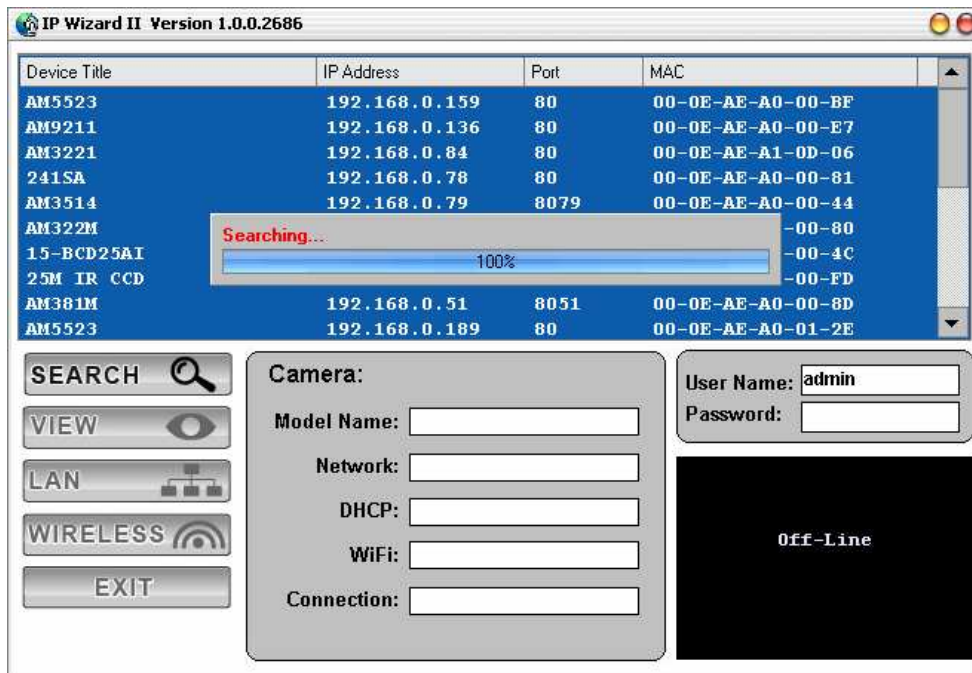 IP Wizard II Version 1.0.0.2686
Device Title IP Address Port MAC
AM5523 192.168.0.159 80 00-0E-AE-A0-00-BF
AM9211 192.168.0.136 80 00-0E-AE-A0-00-E7
AM3221 192.168.0.84 80 00-0E-AE-A1-0D-06
241SA 192.168.0.78 80 00-0E-AE-A0-00-81
AM3514 192.168.0.79 8079 00-0E-AE-A0-00-44
AM322M -00-80
Searching...
15-BCD25AI -00-4C
100%
25M IR CCD -00-FD
AM381M 192.168.0.51 8051 00-0E-AE-A0-00-8D
AM5523 192.168.0.189 80 00-0E-AE-A0-01-2E
SEARCH
VIEW
LAN
WIRELESS
EXIT
Camera:
Model Name:
Network:
DHCP:
WiFi:
Connection:
User Name: admin
Password:
Off-Line